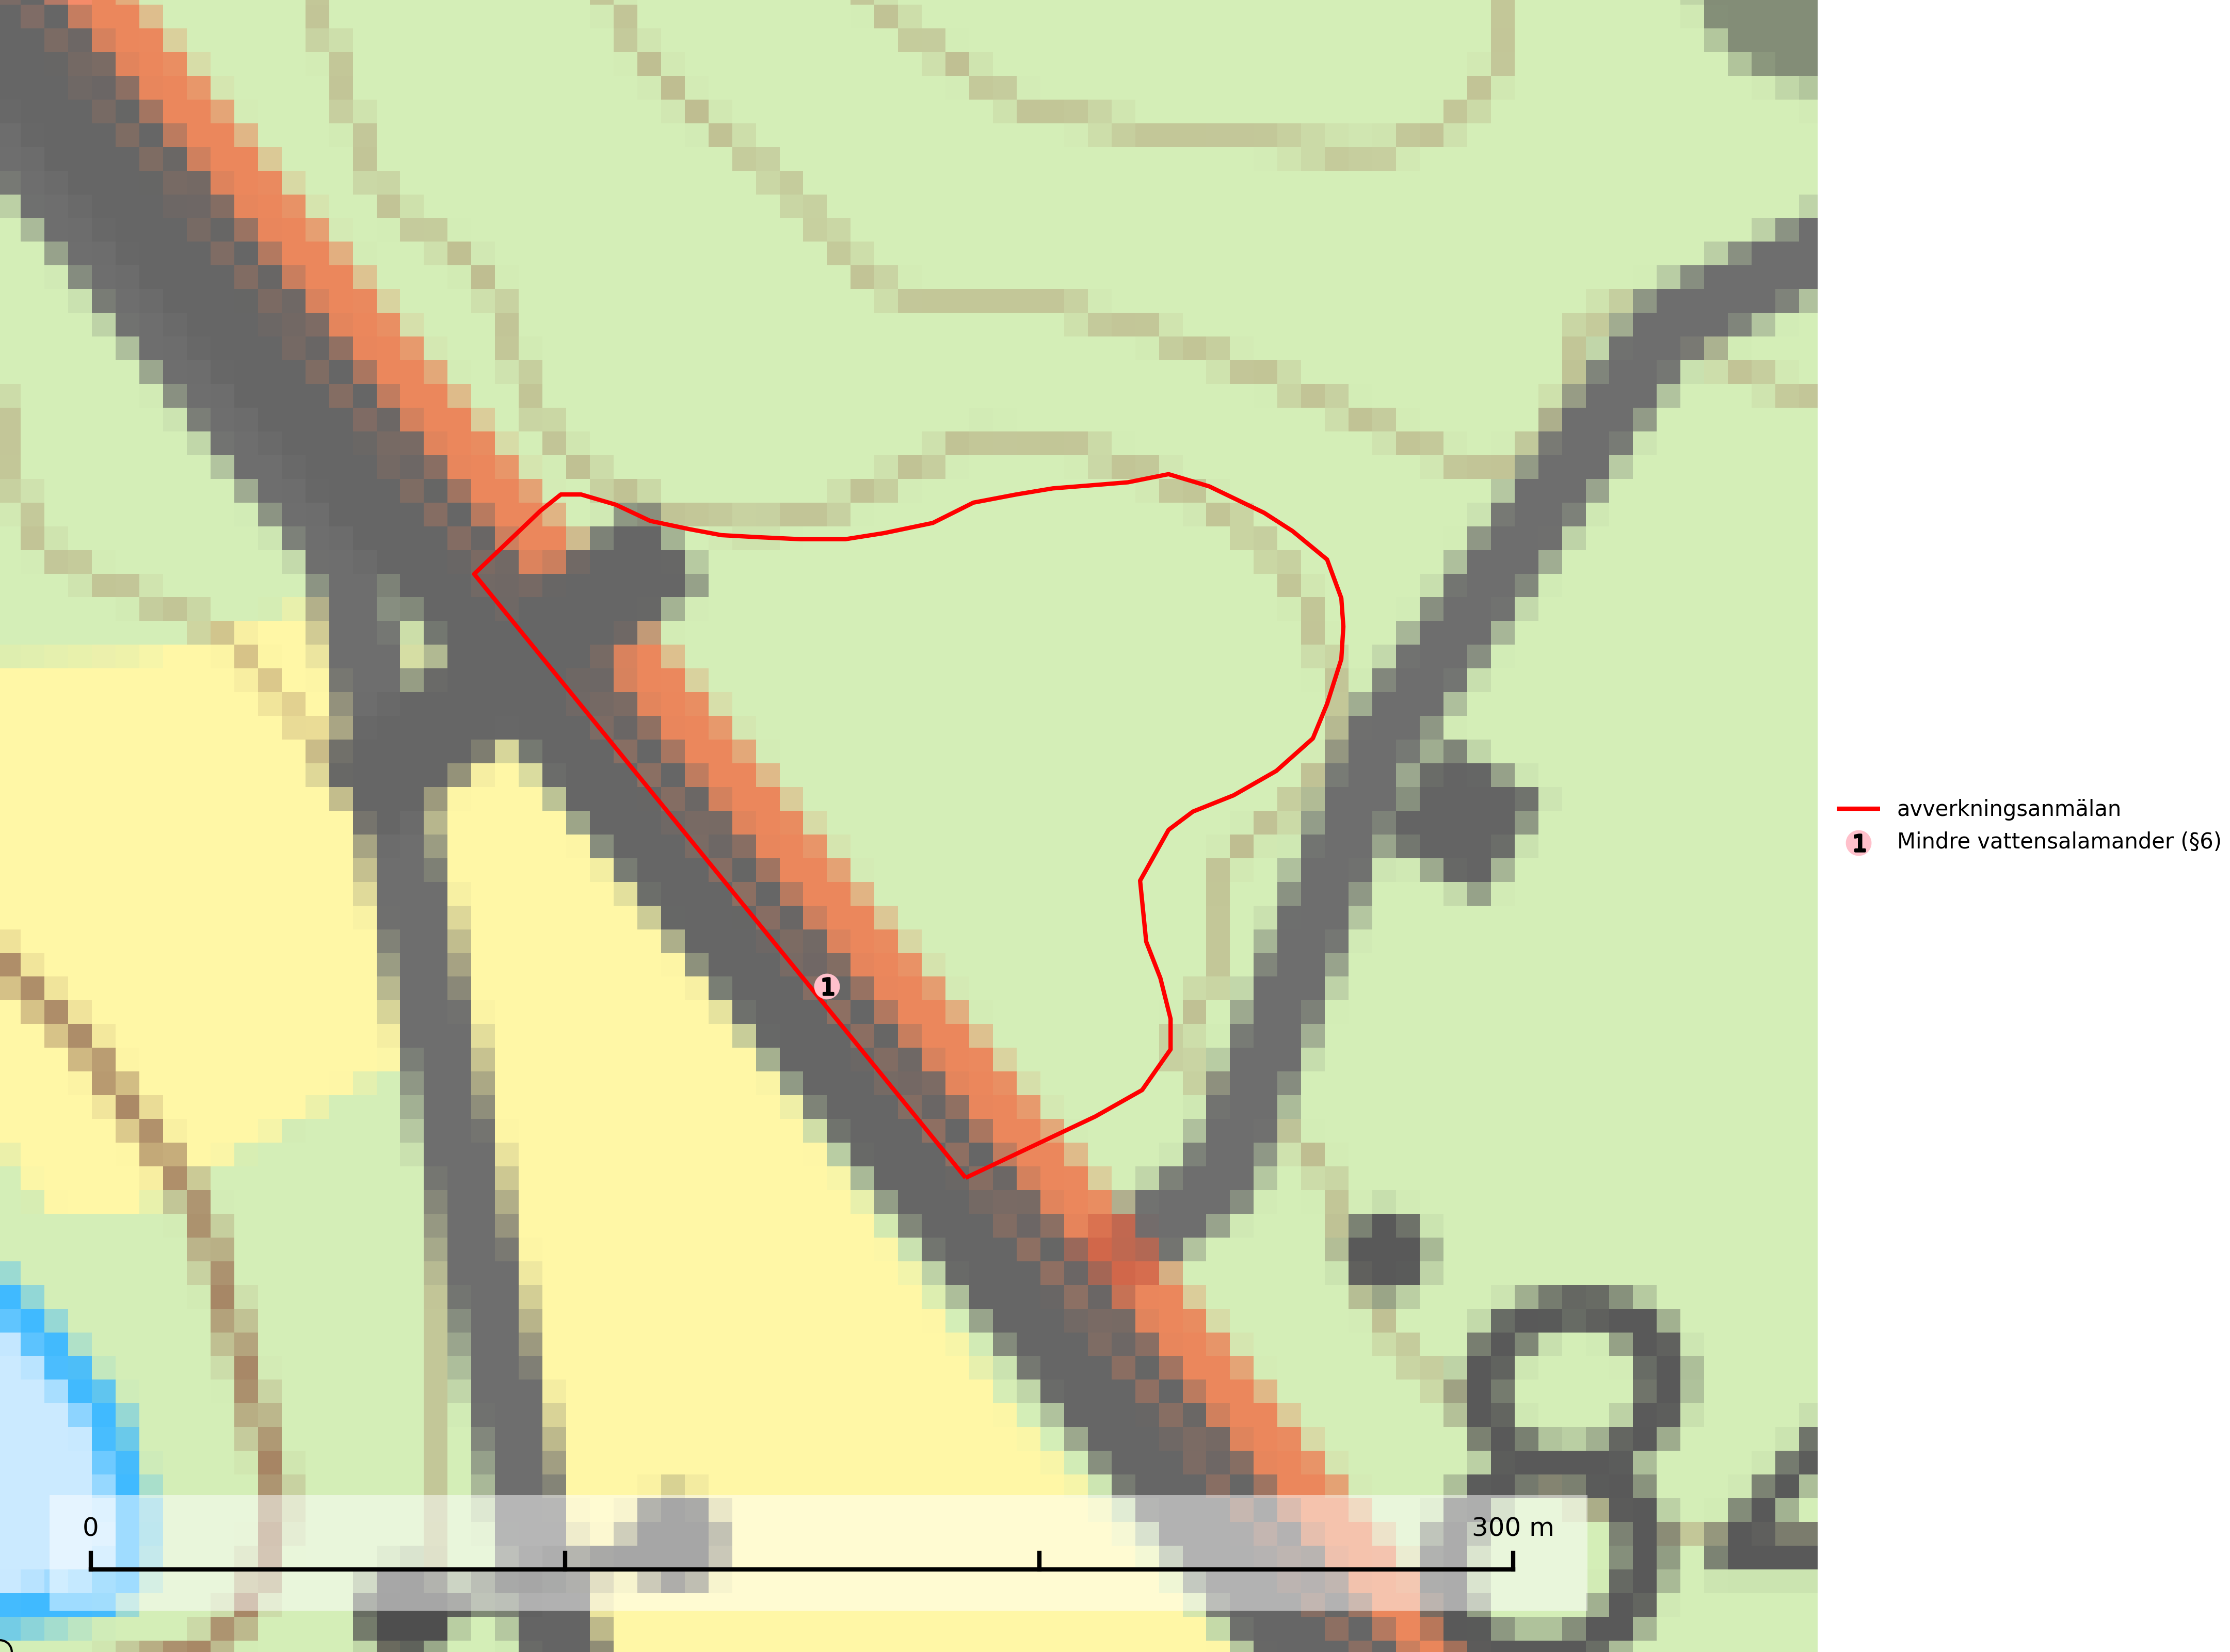 avverkningsanmälan
1 Mindre vattensalamander (§6)
1
0 300 m